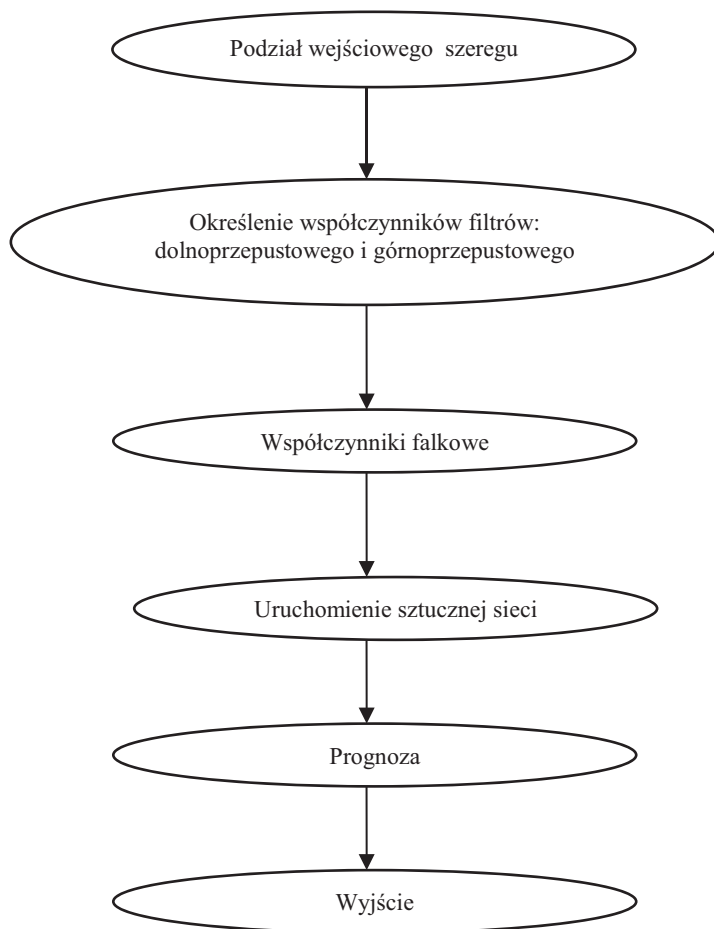 Podział wejściowego szeregu
Określenie współczynników filtrów:
dolnoprzepustowego i górnoprzepustowego
Współczynniki falkowe
Uruchomienie sztucznej sieci
Prognoza
Wyjście